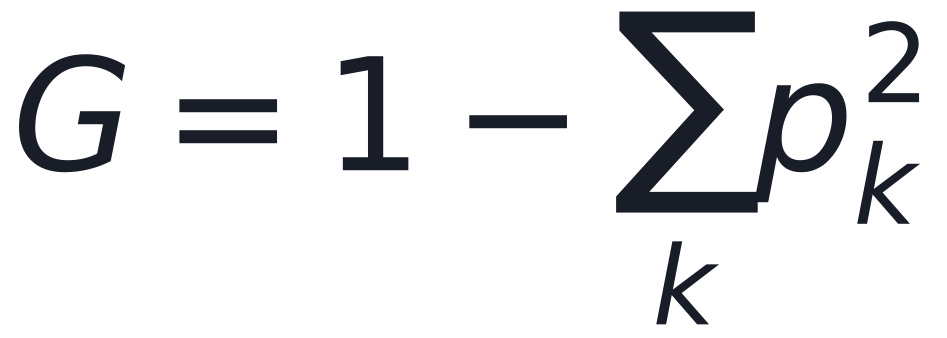 G = 1 − ∑_k p_k^2